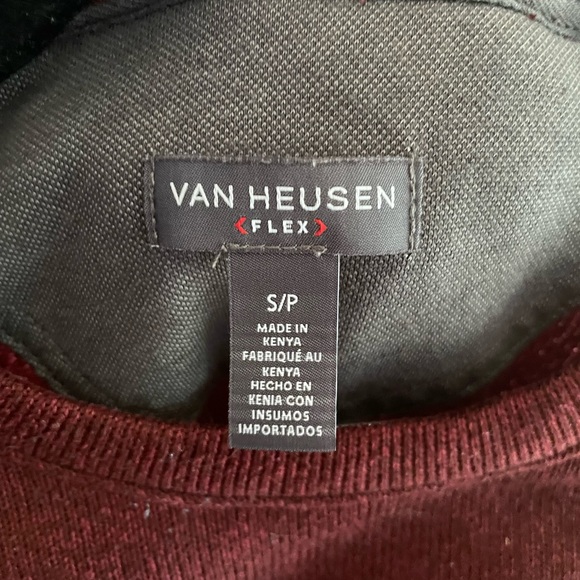 VAN HEUSEN
FLEX
S/P
MADE IN
KENYA
FABRIQUÉ AU
KENYA
HECHO EN
KENIA CON
INSUMOS
IMPORTADOS